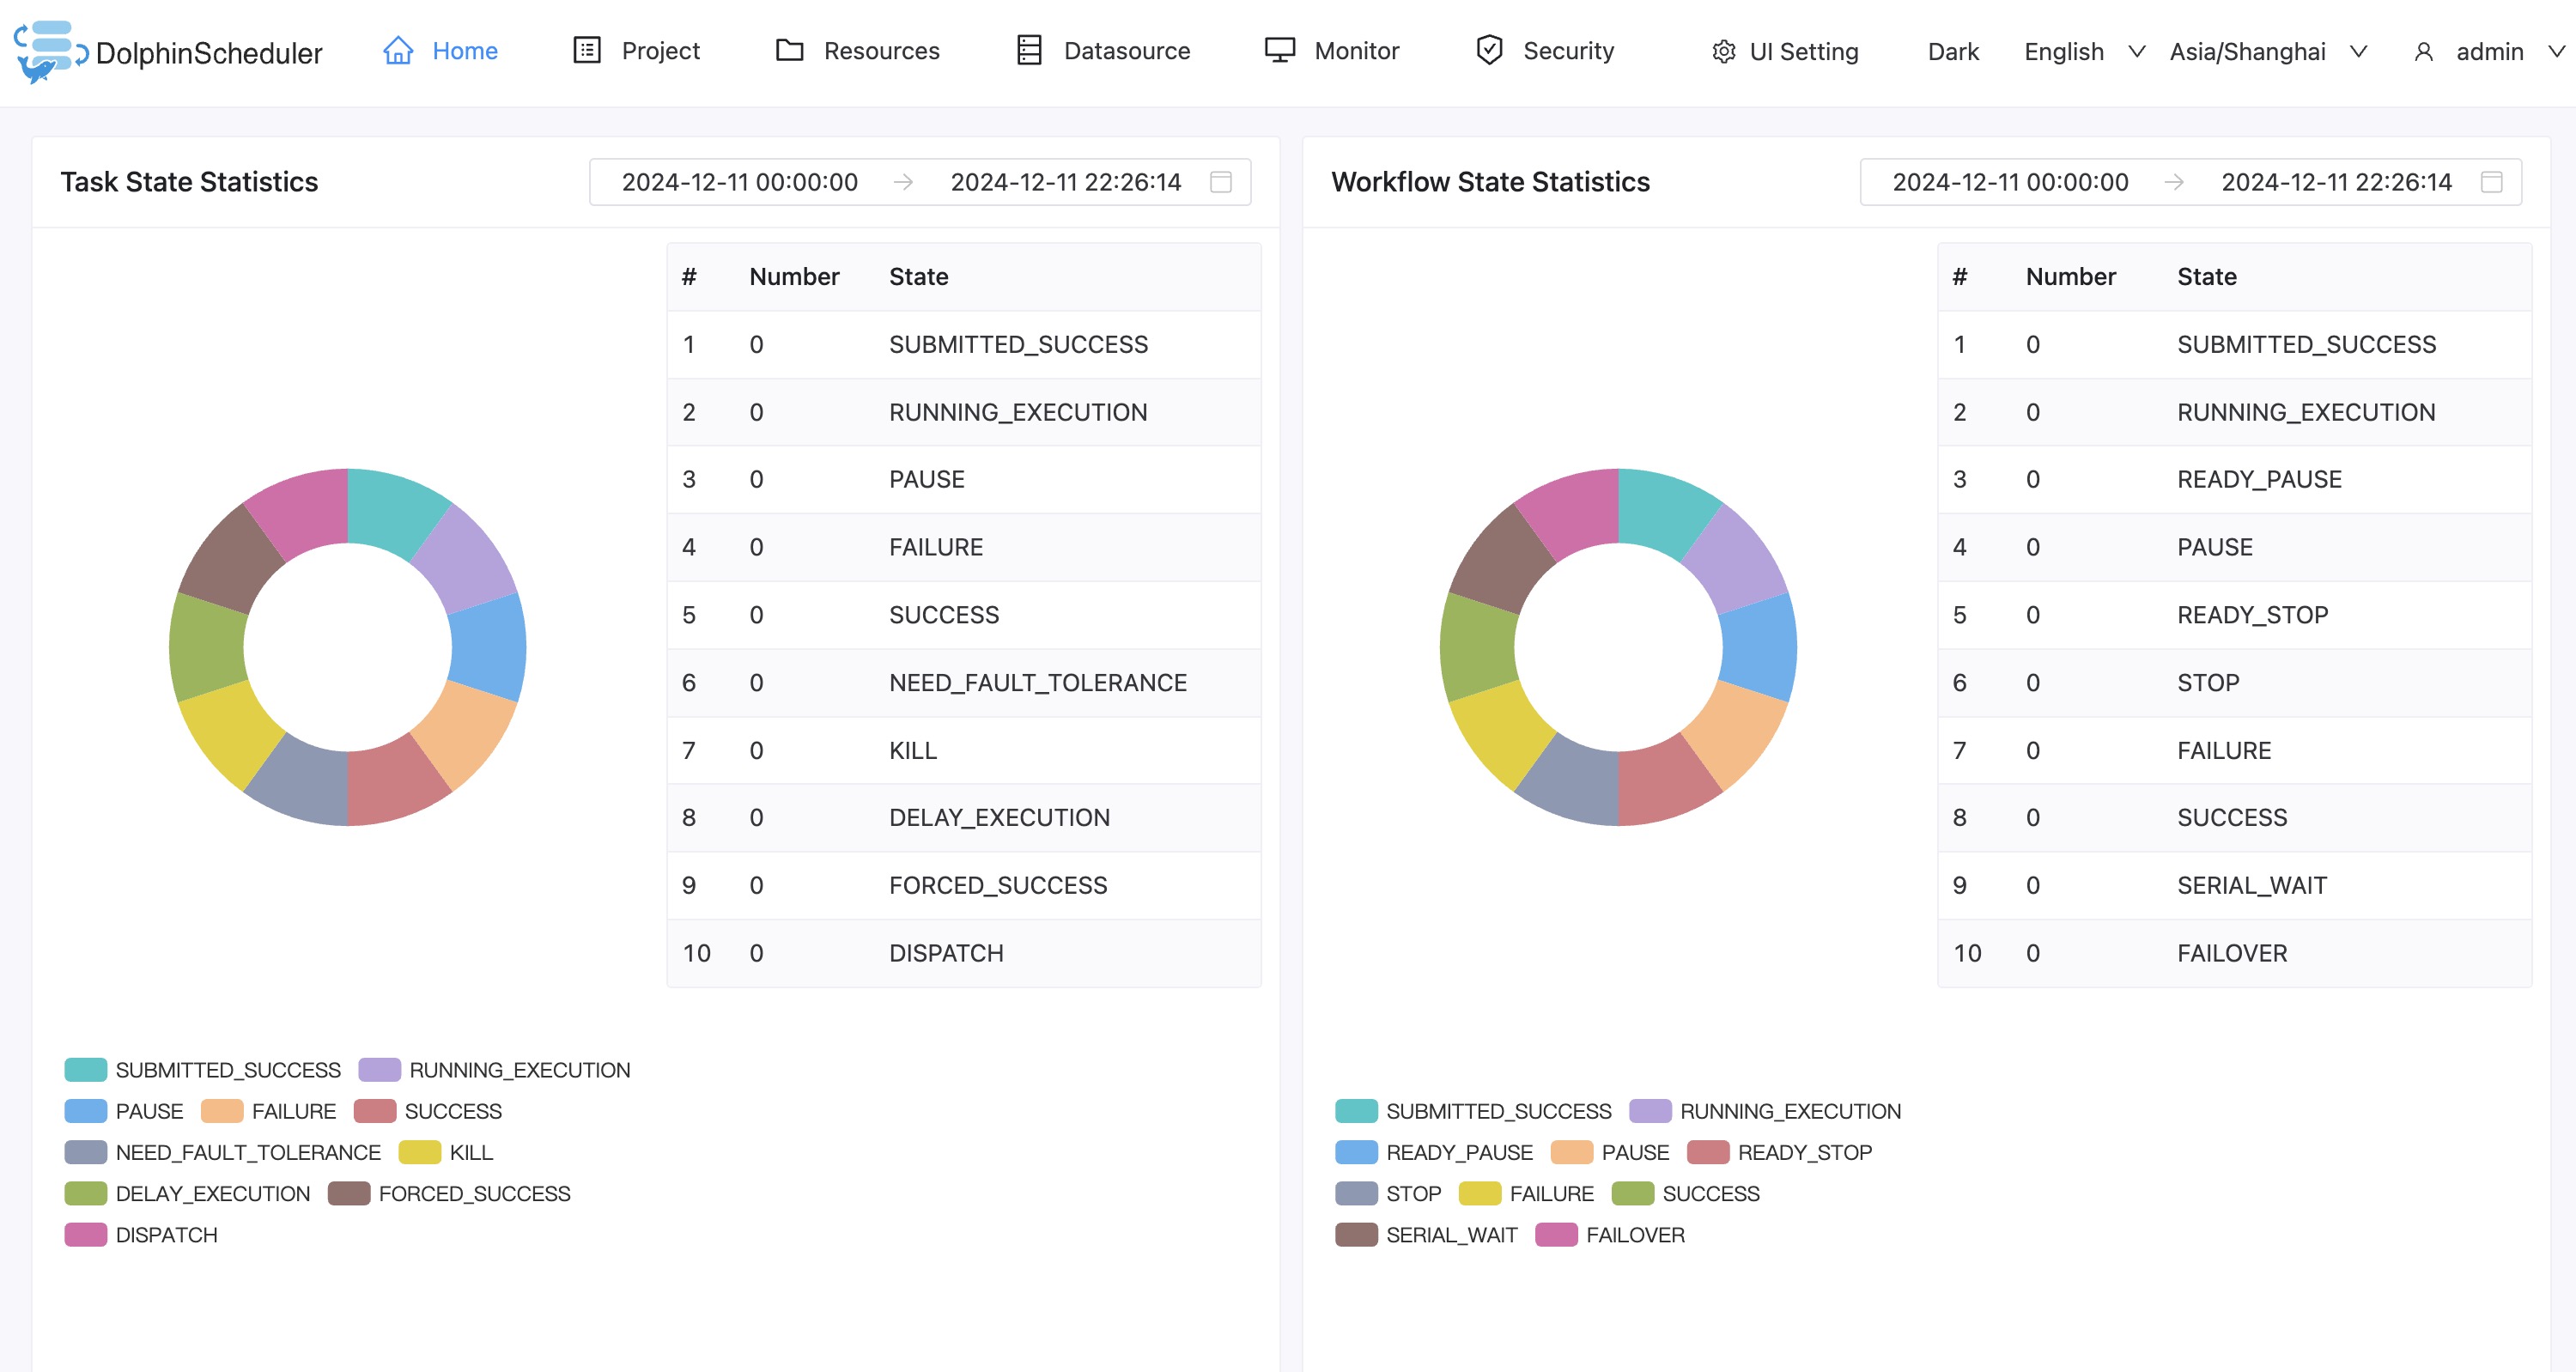 DolphinScheduler Home Project Resources Datasource Monitor Security UI Setting Dark English Asia/Shanghai admin
Task State Statistics 2024-12-11 00:00:00 → 2024-12-11 22:26:14
# Number State
1 0 SUBMITTED_SUCCESS
2 0 RUNNING_EXECUTION
3 0 PAUSE
4 0 FAILURE
5 0 SUCCESS
6 0 NEED_FAULT_TOLERANCE
7 0 KILL
8 0 DELAY_EXECUTION
9 0 FORCED_SUCCESS
10 0 DISPATCH
SUBMITTED_SUCCESS RUNNING_EXECUTION
PAUSE FAILURE SUCCESS
NEED_FAULT_TOLERANCE KILL
DELAY_EXECUTION FORCED_SUCCESS
DISPATCH
Workflow State Statistics 2024-12-11 00:00:00 → 2024-12-11 22:26:14
# Number State
1 0 SUBMITTED_SUCCESS
2 0 RUNNING_EXECUTION
3 0 READY_PAUSE
4 0 PAUSE
5 0 READY_STOP
6 0 STOP
7 0 FAILURE
8 0 SUCCESS
9 0 SERIAL_WAIT
10 0 FAILOVER
SUBMITTED_SUCCESS RUNNING_EXECUTION
READY_PAUSE PAUSE READY_STOP
STOP FAILURE SUCCESS
SERIAL_WAIT FAILOVER